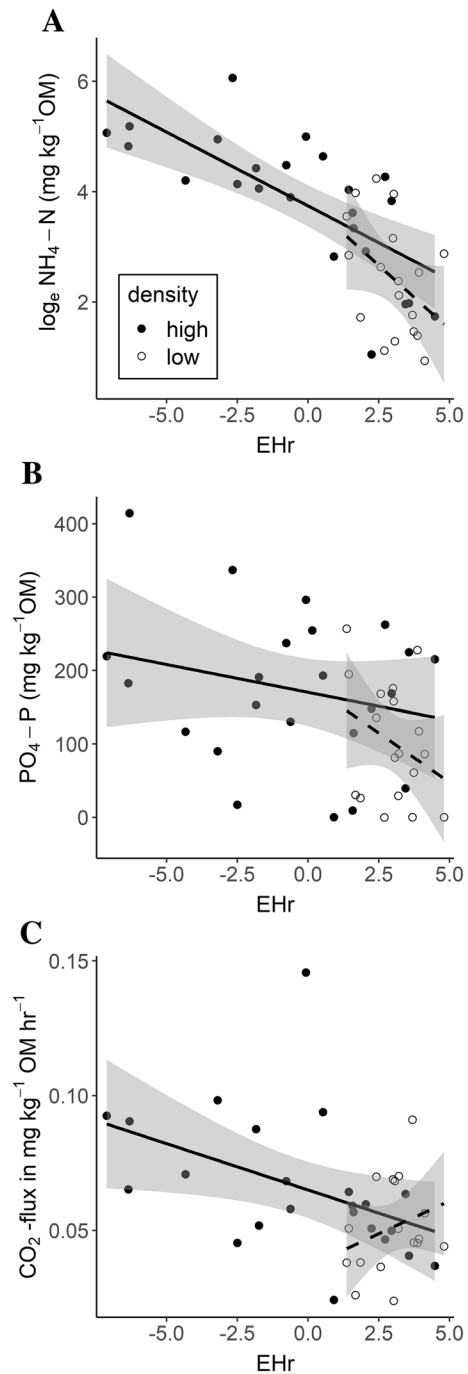 A
log_e NH_4 − N (mg kg^−1 OM)
6
4
2
density
high
low
-5.0 -2.5 0.0 2.5 5.0
EHr
B
PO_4 − P (mg kg^−1 OM)
400
300
200
100
0
-5.0 -2.5 0.0 2.5 5.0
EHr
C
CO_2 -flux in mg kg^−1 OM hr^−1
0.15
0.10
0.05
-5.0 -2.5 0.0 2.5 5.0
EHr